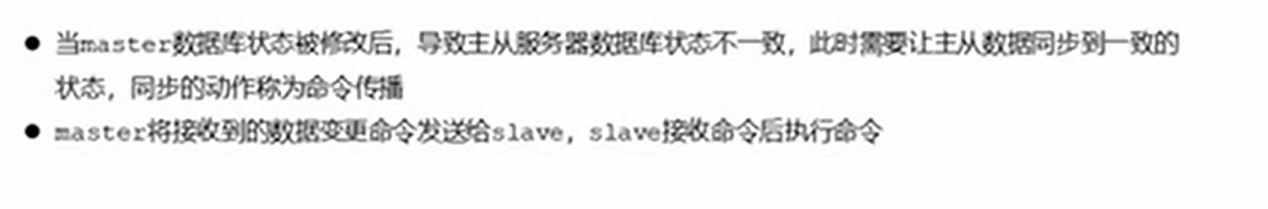 ● 当master数据库状态被修改后，导致主从服务器数据库状态不一致，此时需要让主从数据同步到一致的
状态，同步的动作称为命令传播
● master将接收到的数据变更命令发送给slave，slave接收命令后执行命令